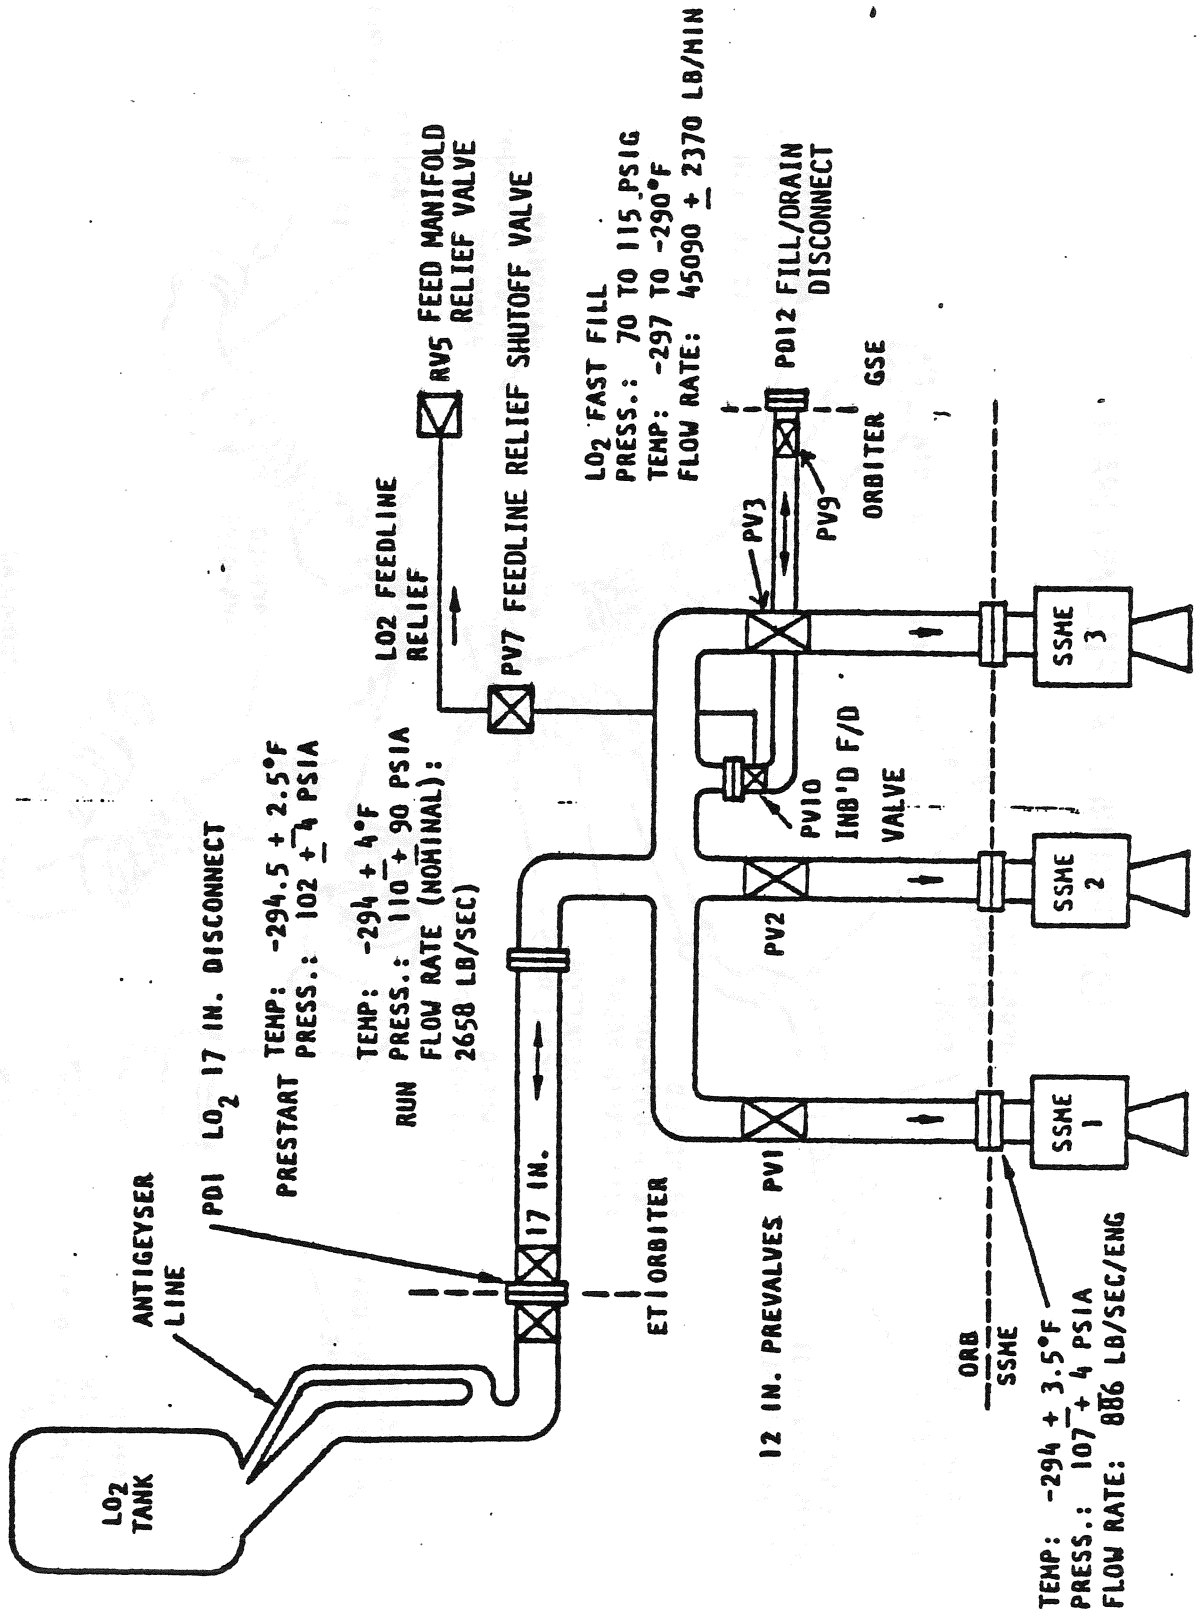 LO2
TANK
ANTIGEYSER
LINE
PD1 LO2 17 IN. DISCONNECT
PRESTART TEMP: -294.5 ± 2.5°F
PRESS.: 102 ± 4 PSIA
RUN
TEMP: -294 ± 4°F
PRESS.: 110 ± 90 PSIA
FLOW RATE (NOMINAL):
2658 LB/SEC)
17 IN.
ET ORBITER
LO2 FEEDLINE
RELIEF
RV5 FEED MANIFOLD
RELIEF VALVE
PV7 FEEDLINE RELIEF SHUTOFF VALVE
LO2 FAST FILL
PRESS.: 70 TO 115 PSIG
TEMP: -297 TO -290°F
FLOW RATE: 45090 ± 2370 LB/MIN
12 IN. PREVALVES PV1
PV2
PV10
INB'D F/D
VALVE
PV3
PV9
PD12 FILL/DRAIN
DISCONNECT
ORBITER GSE
ORB
SSME
SSME
1
SSME
2
SSME
3
TEMP: -294 ± 3.5°F
PRESS.: 107 ± 4 PSIA
FLOW RATE: 886 LB/SEC/ENG